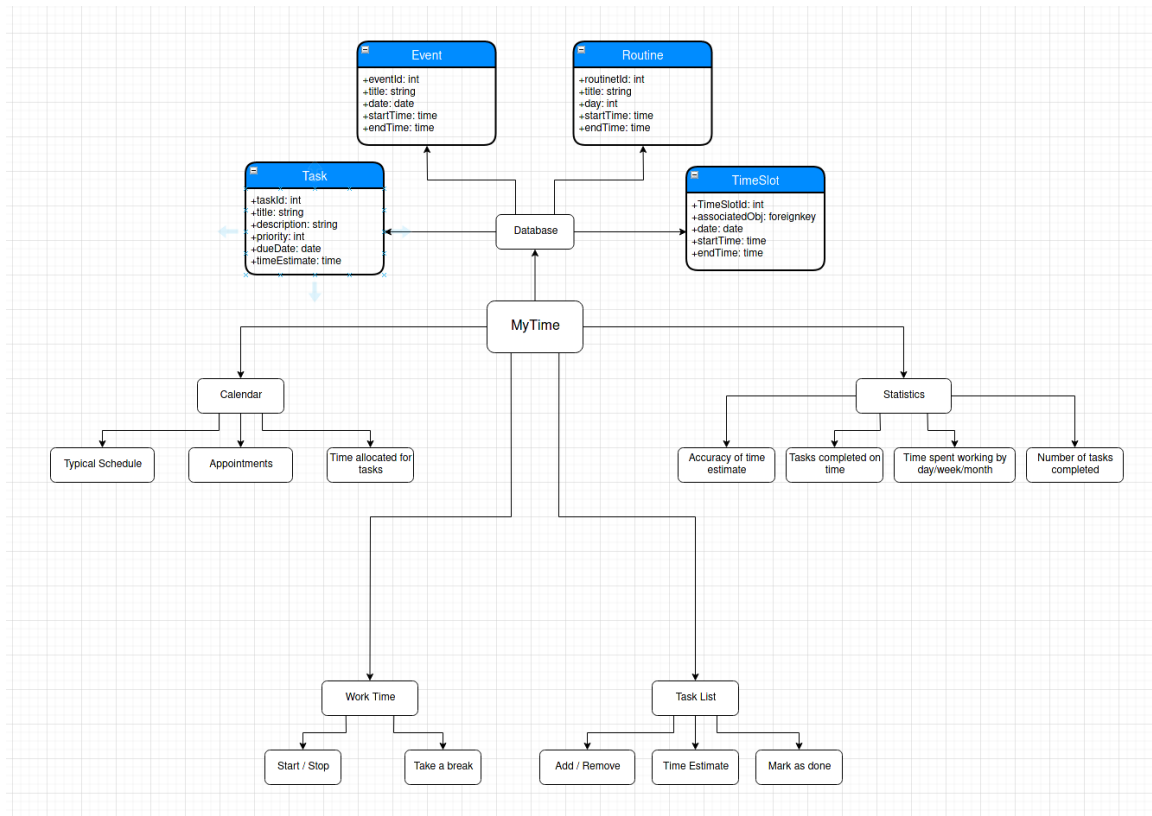 Event
+eventId: int
+title: string
+date: date
+startTime: time
+endTime: time
Routine
+routinetId: int
+title: string
+day: int
+startTime: time
+endTime: time
Task
+taskId: int
+title: string
+description: string
+priority: int
+dueDate: date
+timeEstimate: time
Database
TimeSlot
+TimeSlotId: int
+associatedObj: foreignkey
+date: date
+startTime: time
+endTime: time
MyTime
Calendar
Typical Schedule
Appointments
Time allocated for
tasks
Statistics
Accuracy of time
estimate
Tasks completed on
time
Time spent working by
day/week/month
Number of tasks
completed
Work Time
Start / Stop
Take a break
Task List
Add / Remove
Time Estimate
Mark as done